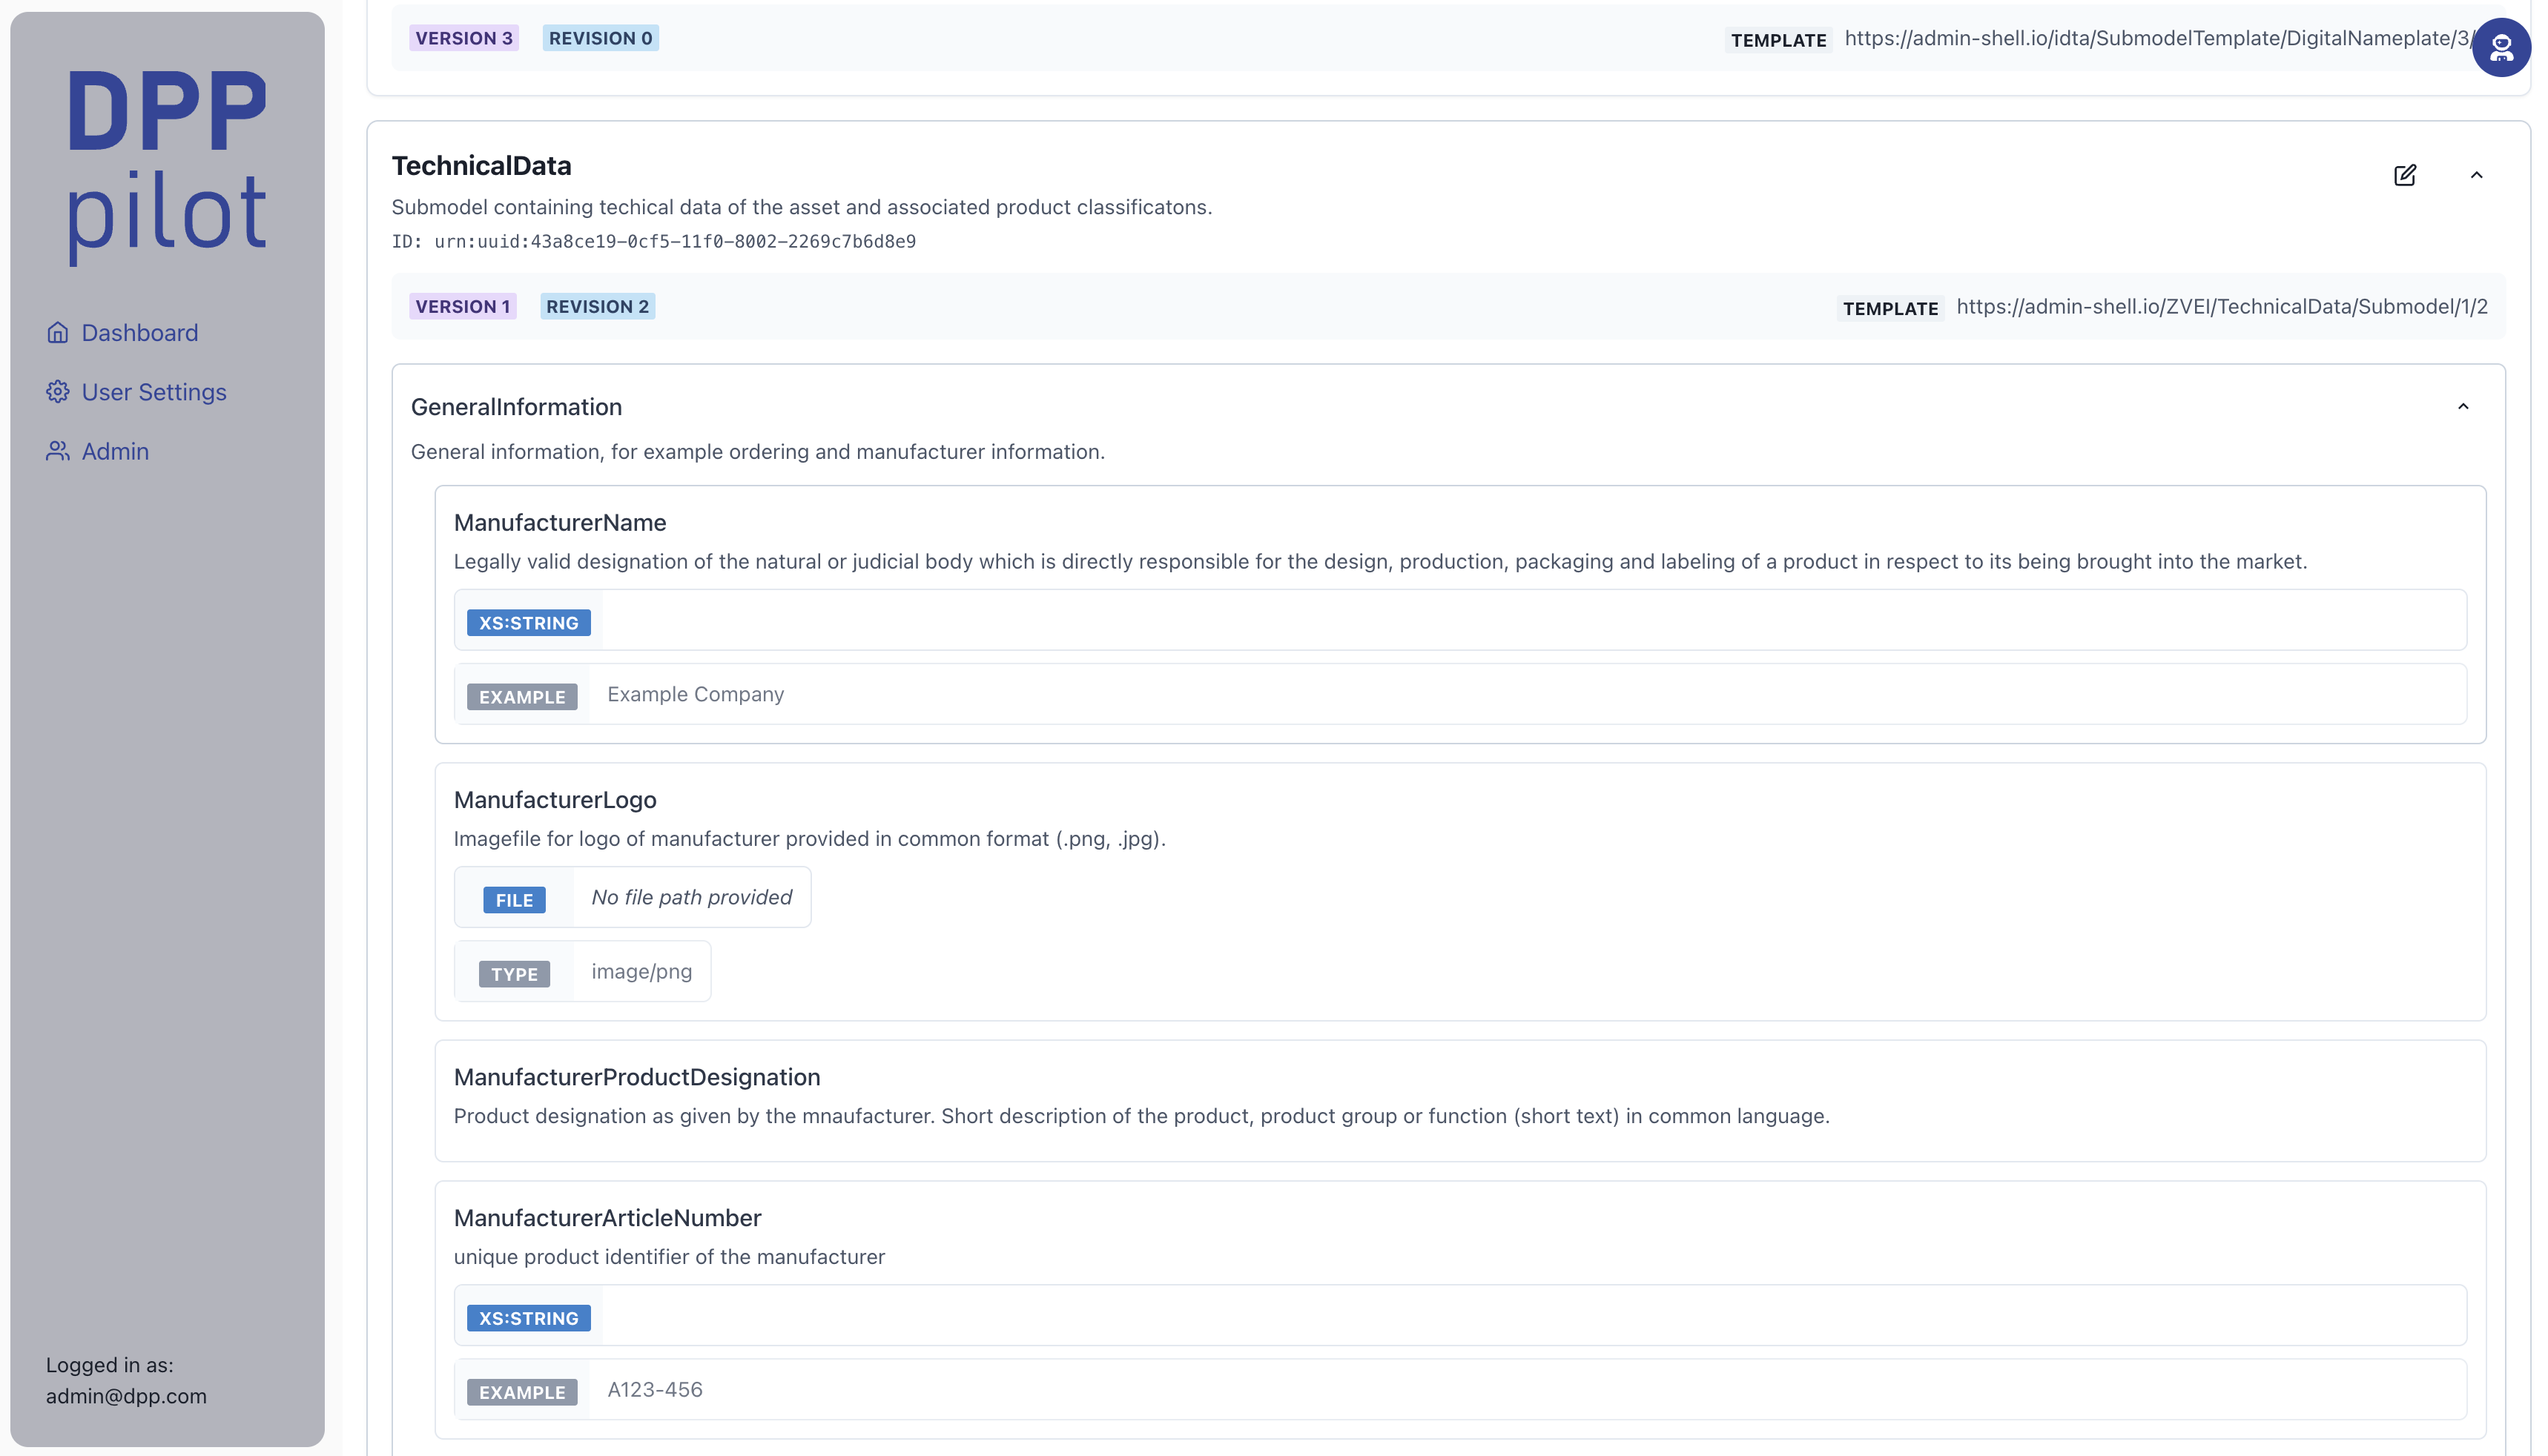 DPP
pilot
Dashboard
User Settings
Admin
Logged in as:
admin@dpp.com
VERSION 3 REVISION 0 TEMPLATE https://admin-shell.io/idta/SubmodelTemplate/DigitalNameplate/3/
TechnicalData
Submodel containing techical data of the asset and associated product classificatons.
ID: urn:uuid:43a8ce19-0cf5-11f0-8002-2269c7b6d8e9
VERSION 1 REVISION 2 TEMPLATE https://admin-shell.io/ZVEI/TechnicalData/Submodel/1/2
GeneralInformation
General information, for example ordering and manufacturer information.
ManufacturerName
Legally valid designation of the natural or judicial body which is directly responsible for the design, production, packaging and labeling of a product in respect to its being brought into the market.
XS:STRING
EXAMPLE Example Company
ManufacturerLogo
Imagefile for logo of manufacturer provided in common format (.png, .jpg).
FILE No file path provided
TYPE image/png
ManufacturerProductDesignation
Product designation as given by the mnaufacturer. Short description of the product, product group or function (short text) in common language.
ManufacturerArticleNumber
unique product identifier of the manufacturer
XS:STRING
EXAMPLE A123-456